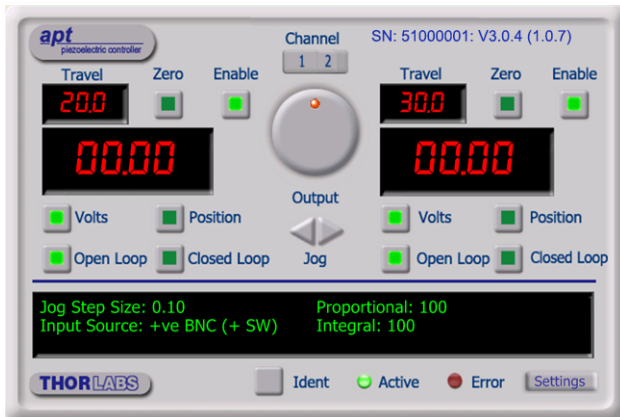 apt
piezoelectric controller
Channel
1 2
SN: 51000001: V3.0.4 (1.0.7)
Travel Zero Enable
20.0
00.00
Volts Position
Open Loop Closed Loop
Output
Jog
Travel Zero Enable
30.0
00.00
Volts Position
Open Loop Closed Loop
Jog Step Size: 0.10 Proportional: 100
Input Source: +ve BNC (+ SW) Integral: 100
THORLABS Ident Active Error Settings